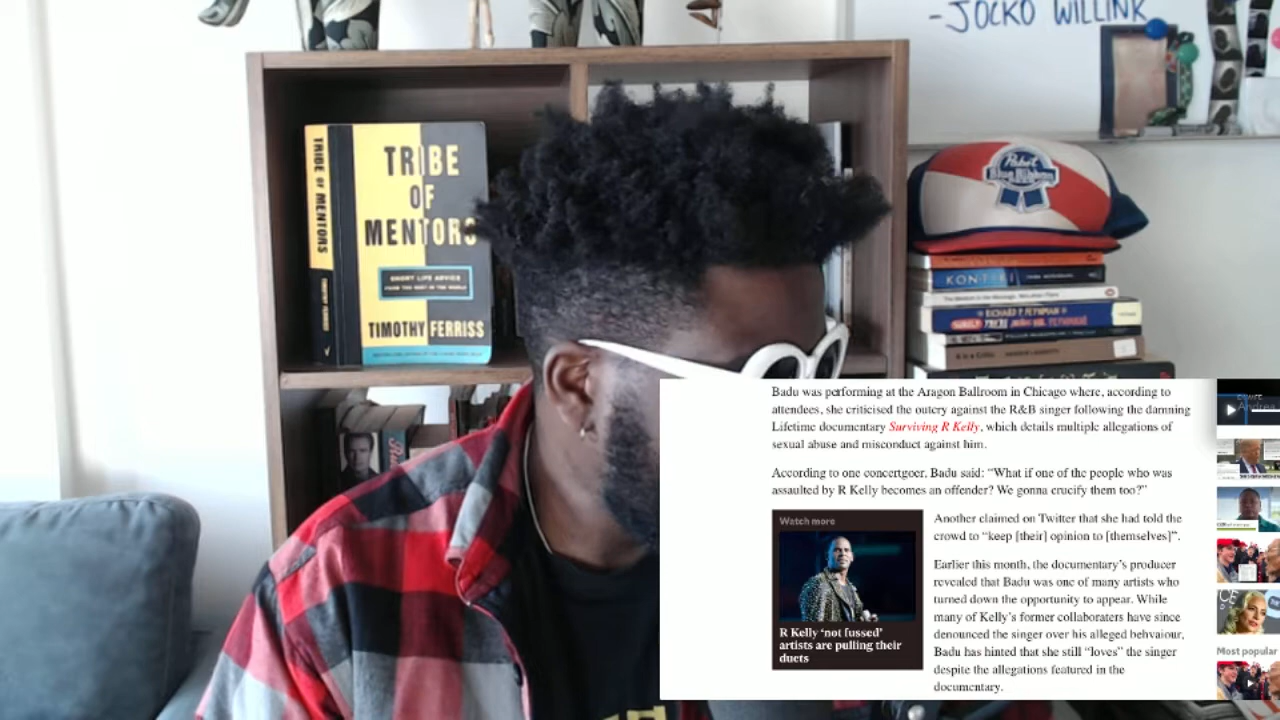 -JOCKO WILLINK
TRIBE OF MENTORS
TIMOTHY FERRISS
TRIBE
OF
MENTORS
SHORT LIFE ADVICE
FROM THE BEST IN THE WORLD
TIMOTHY FERRISS
Pabst
Blue Ribbon
KON-TIKI
RICHARD P. FEYNMAN
Badu was performing at the Aragon Ballroom in Chicago where, according to
attendees, she criticised the outcry against the R&B singer following the damning
Lifetime documentary Surviving R Kelly, which details multiple allegations of
sexual abuse and misconduct against him.
According to one concertgoer, Badu said: “What if one of the people who was
assaulted by R Kelly becomes an offender? We gonna crucify them too?”
Watch more
R Kelly ‘not fussed’
artists are pulling their
duets
Another claimed on Twitter that she had told the
crowd to “keep [their] opinion to [themselves]”.
Earlier this month, the documentary’s producer
revealed that Badu was one of many artists who
turned down the opportunity to appear. While
many of Kelly’s former collaboraters have since
denounced the singer over his alleged behvaiour,
Badu has hinted that she still “loves” the singer
despite the allegations featured in the
documentary.
Andrea
Most popular